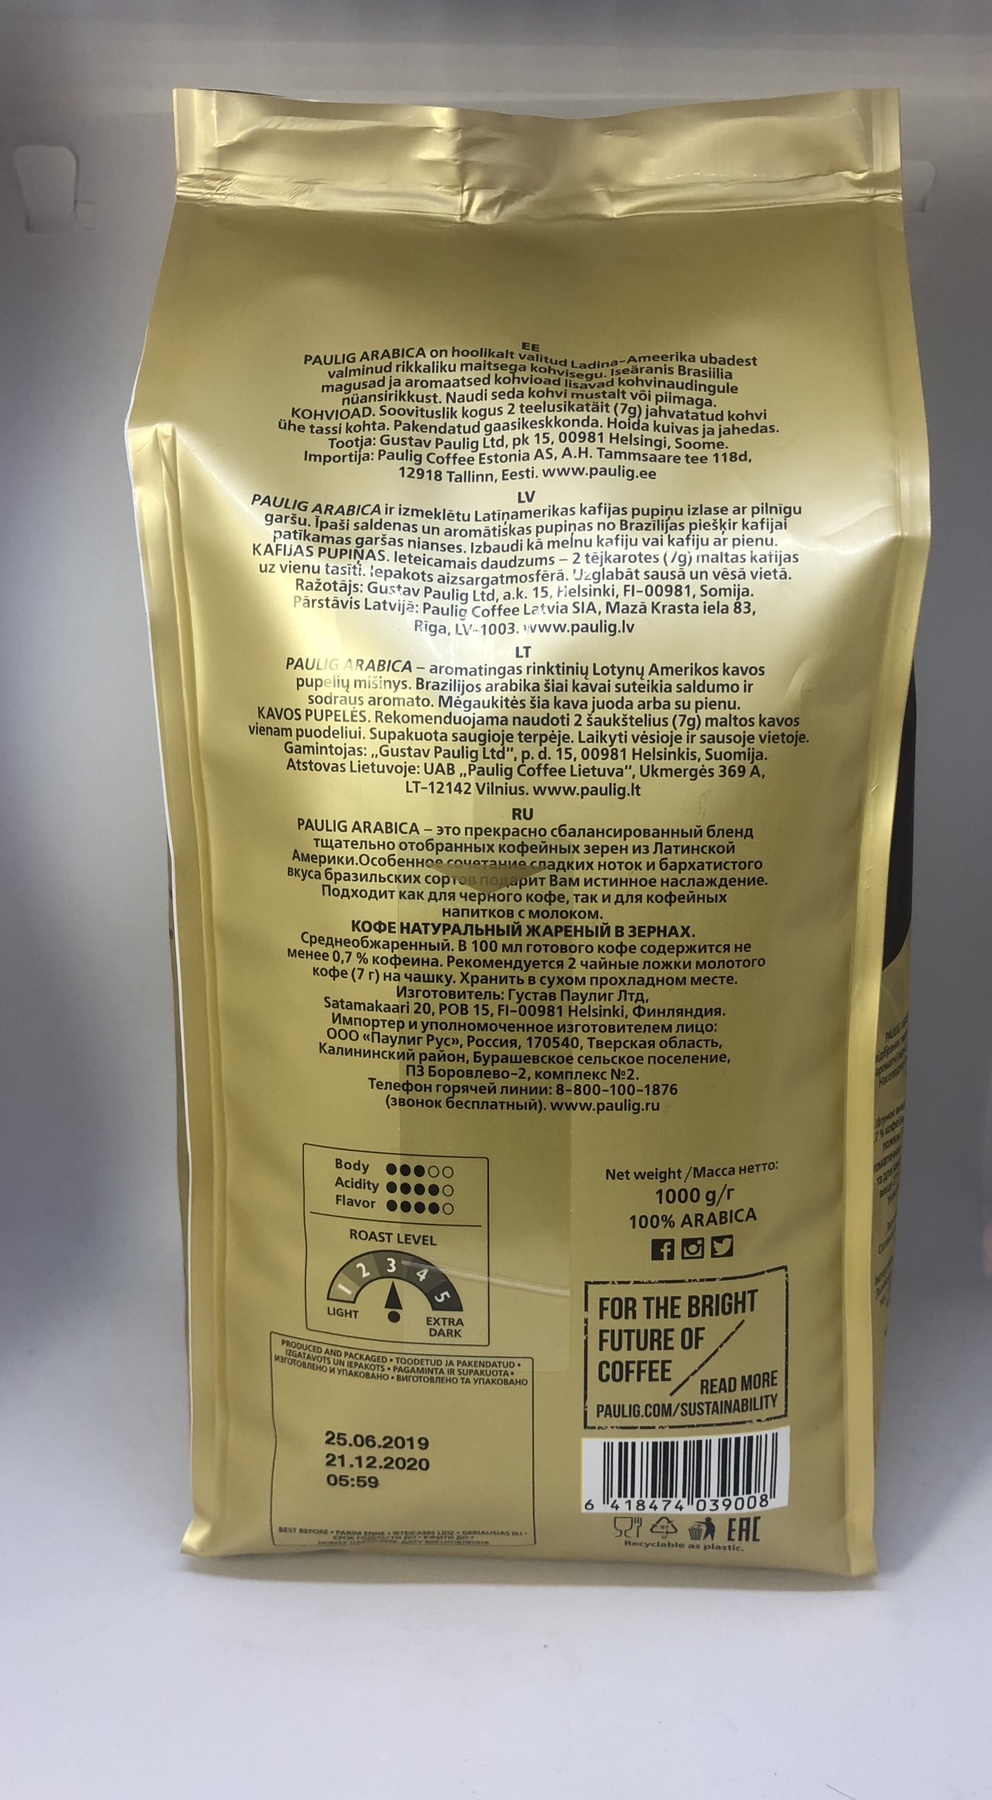 EE
PAULIG ARABICA on hoolikalt valitud Ladina-Ameerika ubadest
valminud rikkaliku maitsega kohvisegu. Iseäranis Brasiilia
magusad ja aromaatsed kohvioad lisavad kohvinaudingule
nüansirikkust. Naudi seda kohvi mustalt või piimaga.
KOHVIOAD. Soovituslik kogus 2 teelusikatäit (7g) jahvatatud kohvi
ühe tassi kohta. Pakendatud gaasikeskkonda. Hoida kuivas ja jahedas.
Tootja: Gustav Paulig Ltd, pk 15, 00981 Helsingi, Soome.
Importija: Paulig Coffee Estonia AS, A.H. Tammsaare tee 118d,
12918 Tallinn, Eesti. www.paulig.ee
LV
PAULIG ARABICA ir izmeklētu Latīņamerikas kafijas pupiņu izlase ar pilnīgu
garšu. Īpaši saldenas un aromātiskas pupiņas no Brazīlijas piešķir kafijai
patīkamas garšas nianses. Izbaudi kā melnu kafiju vai kafiju ar pienu.
KAFIJAS PUPIŅAS. Ieteicamais daudzums – 2 tējkarotes (7g) maltas kafijas
uz vienu tasīti. Iepakots aizsargatmosfērā. Uzglabāt sausā un vēsā vietā.
Ražotājs: Gustav Paulig Ltd, a.k. 15, Helsinki, FI-00981, Somija.
Pārstāvis Latvijā: Paulig Coffee Latvia SIA, Mazā Krasta iela 83,
Rīga, LV-1003. www.paulig.lv
LT
PAULIG ARABICA – aromatingas rinktinių Lotynų Amerikos kavos
pupelių mišinys. Brazilijos arabika šiai kavai suteikia saldumo ir
sodraus aromato. Mėgaukitės šia kava juoda arba su pienu.
KAVOS PUPELĖS. Rekomenduojama naudoti 2 šaukštelius (7g) maltos kavos
vienam puodeliui. Supakuota saugioje terpėje. Laikyti vėsioje ir sausoje vietoje.
Gamintojas: „Gustav Paulig Ltd", p. d. 15, 00981 Helsinkis, Suomija.
Atstovas Lietuvoje: UAB „Paulig Coffee Lietuva", Ukmergės 369 A,
LT-12142 Vilnius. www.paulig.lt
RU
PAULIG ARABICA – это прекрасно сбалансированный бленд
тщательно отобранных кофейных зерен из Латинской
Америки.Особенное сочетание сладких ноток и бархатистого
вкуса бразильских сортов подарит Вам истинное наслаждение.
Подходит как для черного кофе, так и для кофейных
напитков с молоком.
КОФЕ НАТУРАЛЬНЫЙ ЖАРЕНЫЙ В ЗЕРНАХ.
Среднеобжаренный. В 100 мл готового кофе содержится не
менее 0,7 % кофеина. Рекомендуется 2 чайные ложки молотого
кофе (7 г) на чашку. Хранить в сухом прохладном месте.
Изготовитель: Густав Паулиг Лтд,
Satamakaari 20, POB 15, FI-00981 Helsinki, Финляндия.
Импортер и уполномоченное изготовителем лицо:
ООО «Паулиг Рус», Россия, 170540, Тверская область,
Калининский район, Бурашевское сельское поселение,
ПЗ Боровлево-2, комплекс №2.
Телефон горячей линии: 8-800-100-1876
(звонок бесплатный). www.paulig.ru
Body
Acidity
Flavor
ROAST LEVEL
1 2 3 4 5
LIGHT
EXTRA
DARK
PRODUCED AND PACKAGED • TOODETUD JA PAKENDATUD •
IZGATAVOTS UN IEPAKOTS • PAGAMINTA IR SUPAKUOTA •
ИЗГОТОВЛЕНО И УПАКОВАНО • ВИГОТОВЛЕНО ТА УПАКОВАНО
25.06.2019
21.12.2020
05:59
BEST BEFORE • PARIM ENNE • IETEICAMS LĪDZ • GERIAUSIAS IKI •
Net weight /Масса нетто:
1000 g/г
100% ARABICA
FOR THE BRIGHT
FUTURE OF
COFFEE
READ MORE
PAULIG.COM/SUSTAINABILITY
6 418474 039008
EAC
Recyclable as plastic.